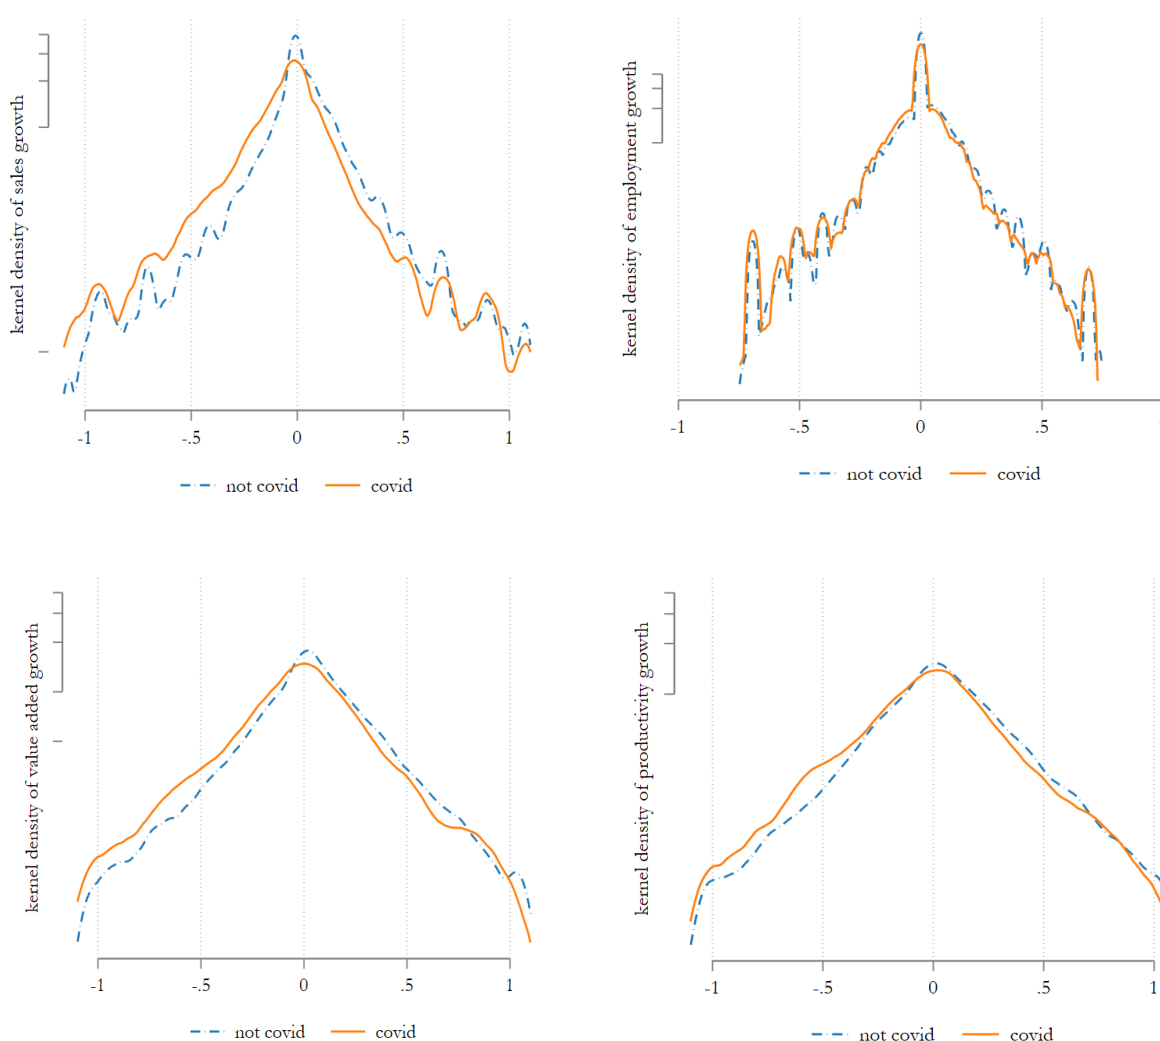 kernel density of sales growth
-1 -.5 0 .5 1
not covid covid
kernel density of employment growth
-1 -.5 0 .5
not covid covid
kernel density of value added growth
-1 -.5 0 .5 1
not covid covid
kernel density of productivity growth
-1 -.5 0 .5 1
not covid covid